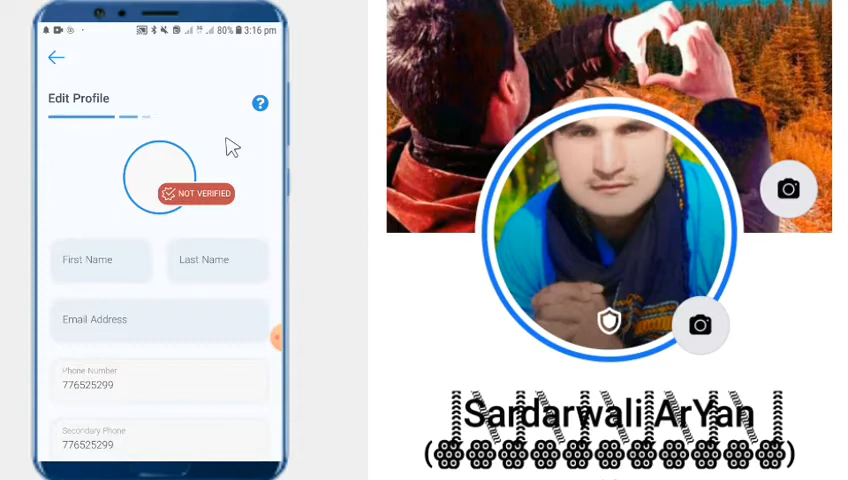 80% 3:16 pm
Edit Profile
NOT VERIFIED
First Name
Last Name
Email Address
Phone Number
776525299
Secondary Phone
776525299
Sardarwali ArYan